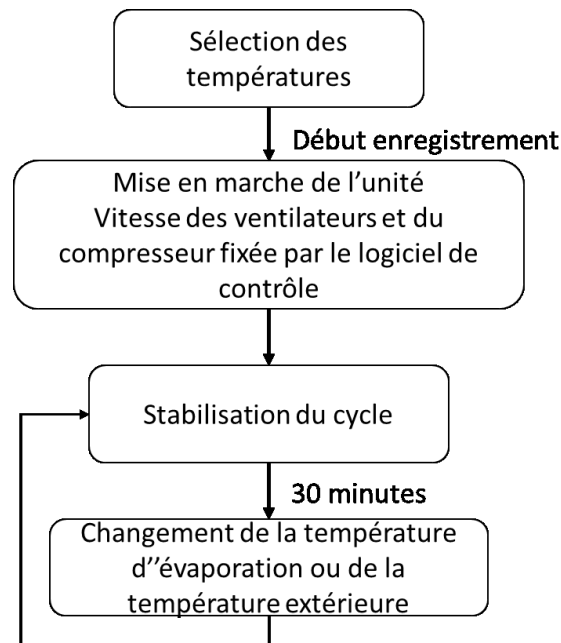 Sélection des
températures
Début enregistrement
Mise en marche de l’unité
Vitesse des ventilateurs et du
compresseur fixée par le logiciel de
contrôle
Stabilisation du cycle
30 minutes
Changement de la température
d’’évaporation ou de la
température extérieure